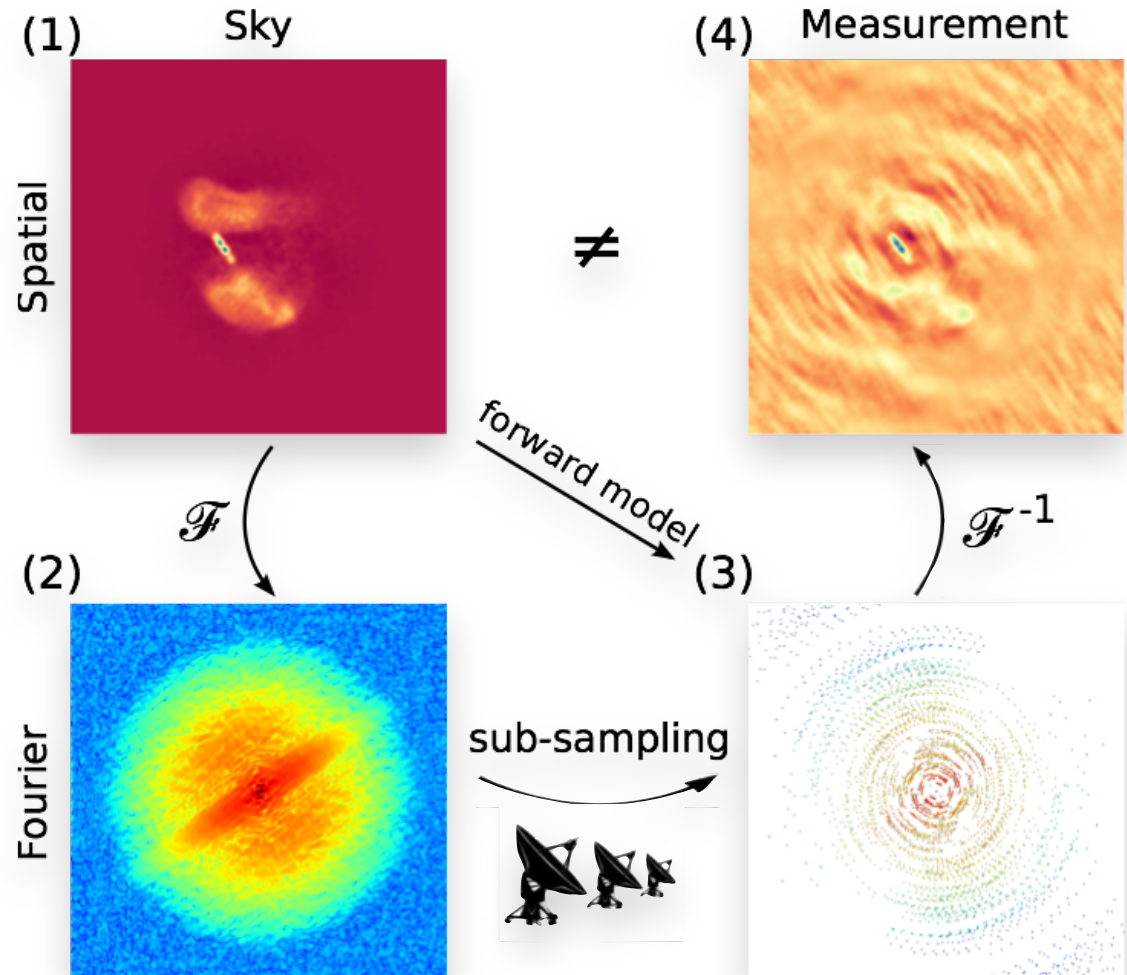 (1)
Sky
(4)
Measurement
Spatial
≠
forward model
ℱ
ℱ⁻¹
(2)
(3)
Fourier
sub-sampling